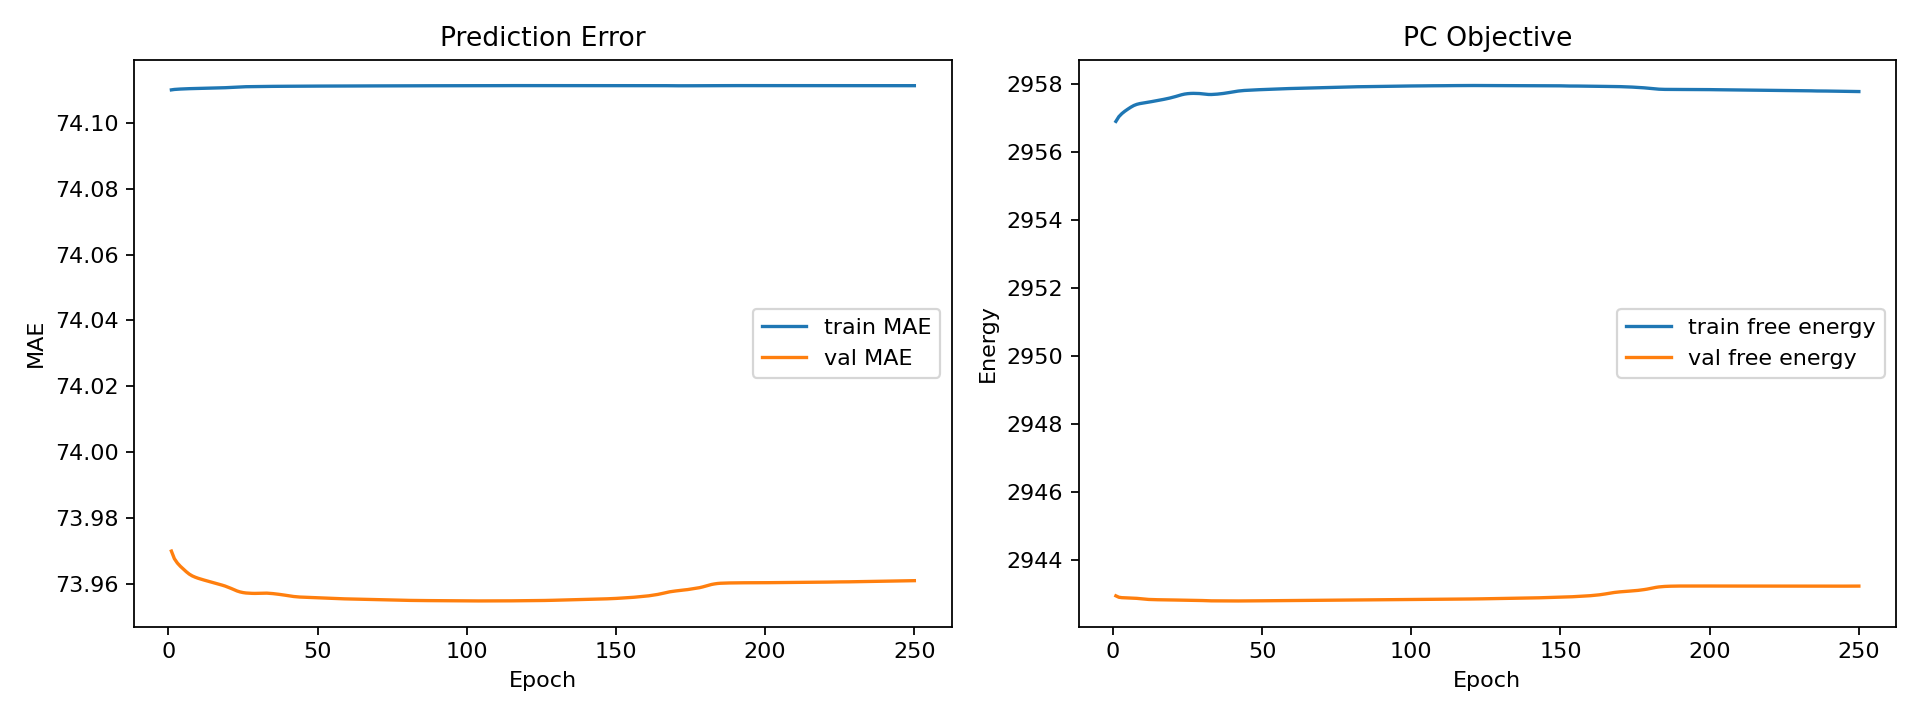 Prediction Error
MAE
74.10
74.08
74.06
74.04
74.02
74.00
73.98
73.96
train MAE
val MAE
0 50 100 150 200 250
Epoch
PC Objective
Energy
2958
2956
2954
2952
2950
2948
2946
2944
train free energy
val free energy
0 50 100 150 200 250
Epoch